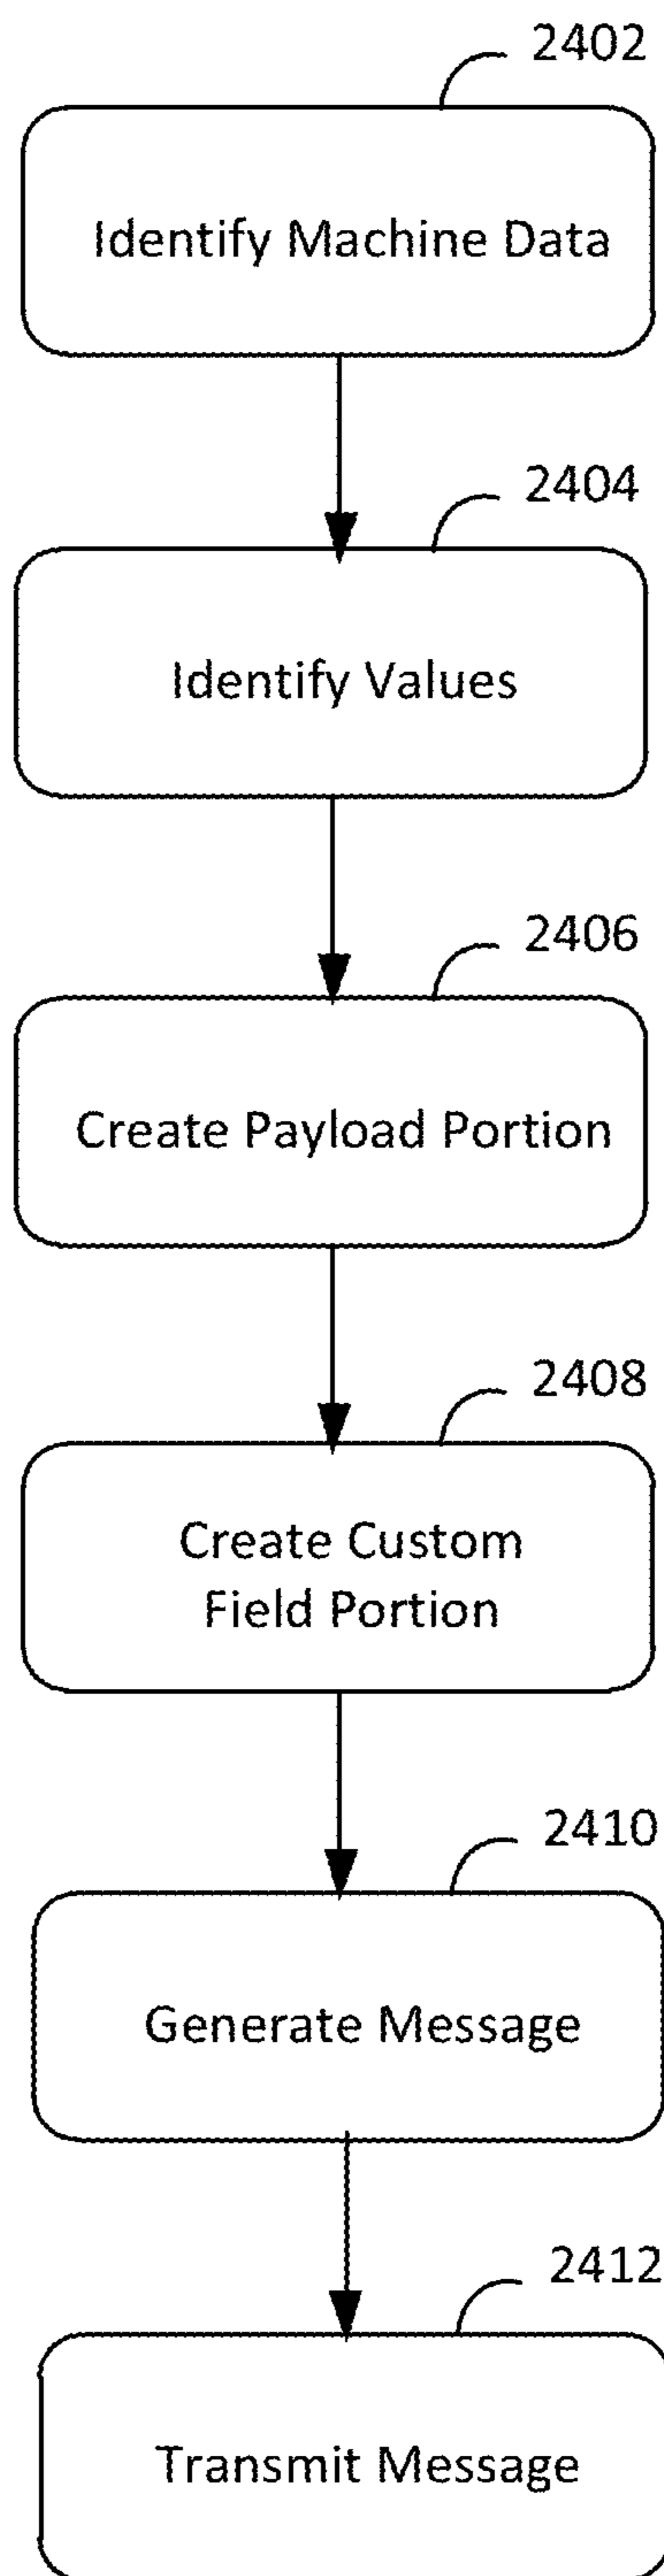 2402
Identify Machine Data
2404
Identify Values
2406
Create Payload Portion
2408
Create Custom
Field Portion
2410
Generate Message
2412
Transmit Message